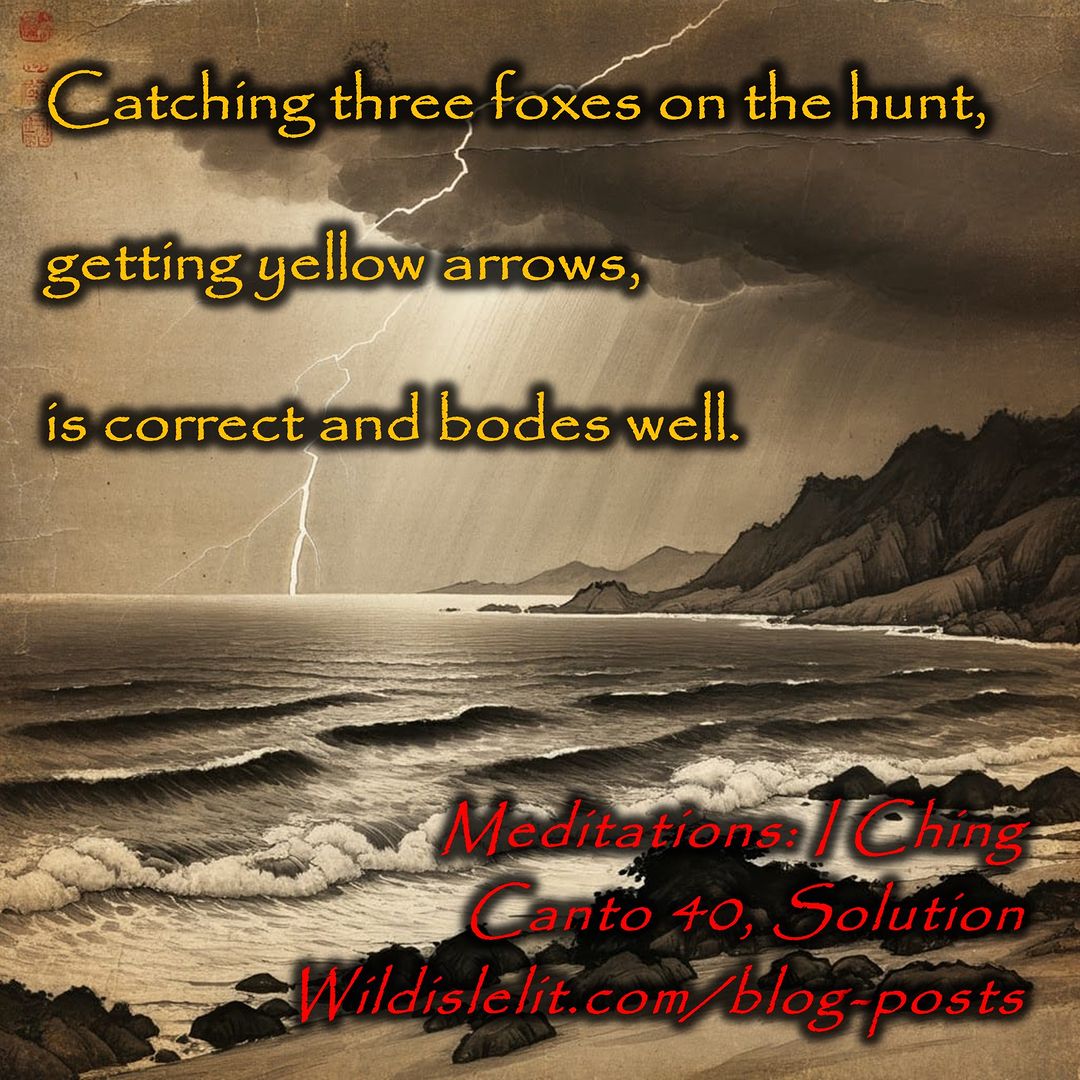 Catching three foxes on the hunt,
getting yellow arrows,
is correct and bodes well.
Meditations: I Ching
Canto 40, Solution
Wildislelit.com/blog-posts